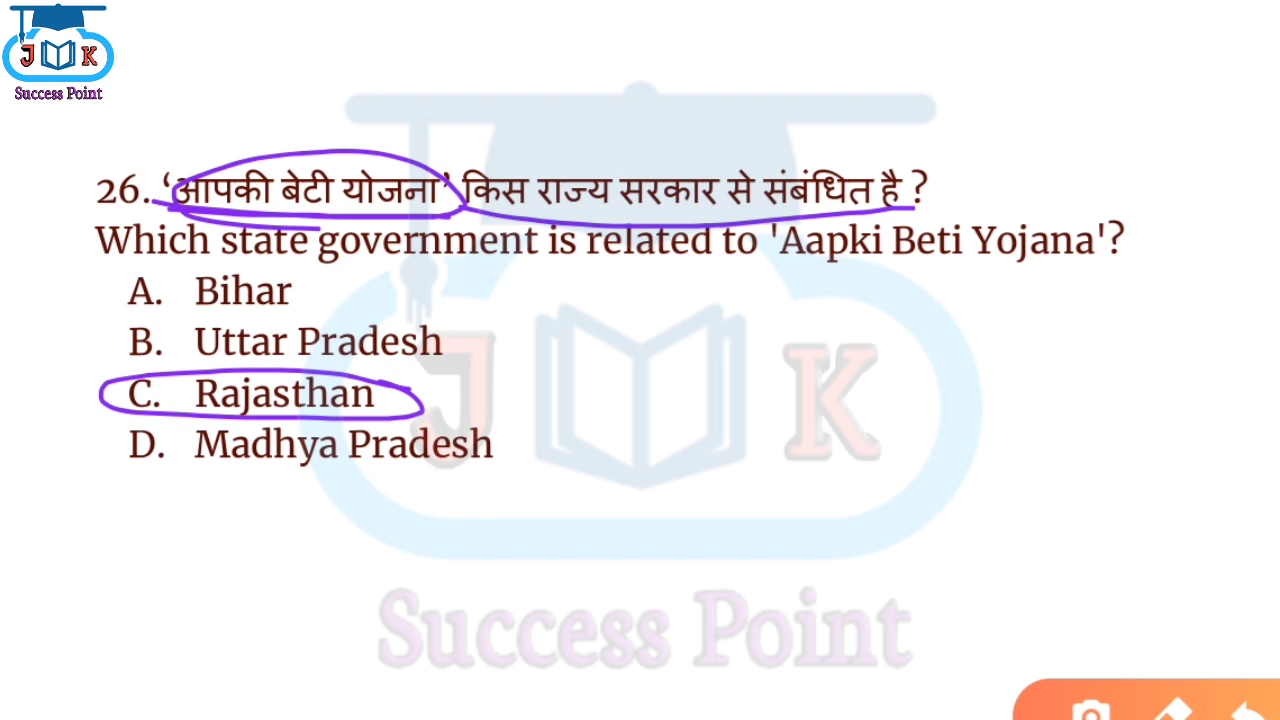 J K
Success Point
26. ‘आपकी बेटी योजना’ किस राज्य सरकार से संबंधित है ?
Which state government is related to 'Aapki Beti Yojana'?
A. Bihar
B. Uttar Pradesh
C. Rajasthan
D. Madhya Pradesh
J K
Success Point